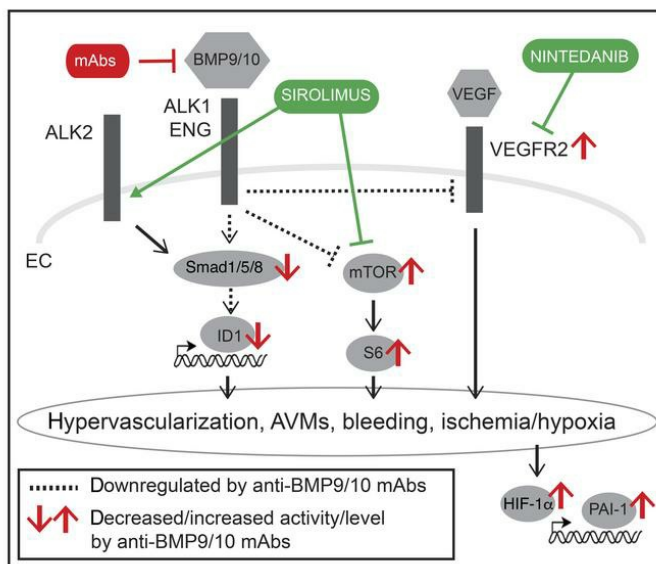 mAbs
BMP9/10
NINTEDANIB
SIROLIMUS
VEGF
ALK2
ALK1
ENG
VEGFR2
EC
Smad1/5/8
mTOR
ID1
S6
Hypervascularization, AVMs, bleeding, ischemia/hypoxia
Downregulated by anti-BMP9/10 mAbs
Decreased/increased activity/level
by anti-BMP9/10 mAbs
HIF-1α
PAI-1